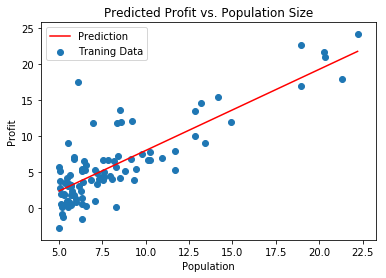 Predicted Profit vs. Population Size
Prediction
Traning Data
Profit
25
20
15
10
5
0
5.0 7.5 10.0 12.5 15.0 17.5 20.0 22.5
Population